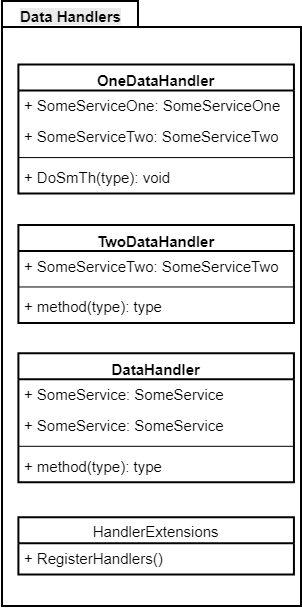 Data Handlers
OneDataHandler
+ SomeServiceOne: SomeServiceOne
+ SomeServiceTwo: SomeServiceTwo
+ DoSmTh(type): void
TwoDataHandler
+ SomeServiceTwo: SomeServiceTwo
+ method(type): type
DataHandler
+ SomeService: SomeService
+ SomeService: SomeService
+ method(type): type
HandlerExtensions
+ RegisterHandlers()